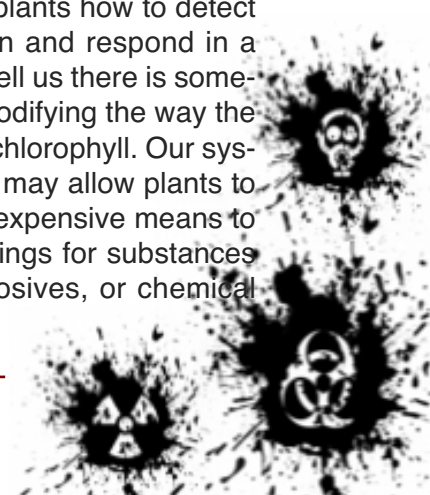 plants how to detect
n and respond in a
ell us there is some-
odifying the way the
chlorophyll. Our sys-
may allow plants to
expensive means to
ings for substances
osives, or chemical